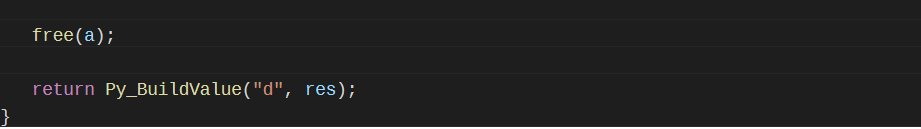 free(a);
return Py_BuildValue("d", res);
}